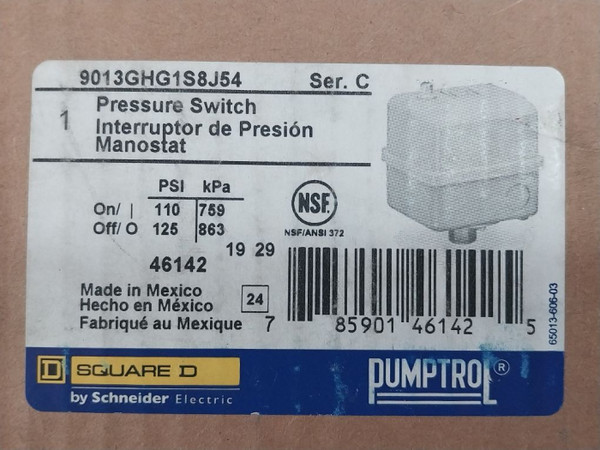 9013GHG1S8J54 Ser. C
1 Pressure Switch
Interruptor de Presión
Manostat
PSI kPa
On/ | 110 759
Off/ O 125 863
NSF®
NSF/ANSI 372
19 29
46142
Made in Mexico
Hecho en México
Fabriqué au Mexique
24
7 85901 46142 5
65013-606-03
D SQUARE D
by Schneider Electric
PUMPTROL®